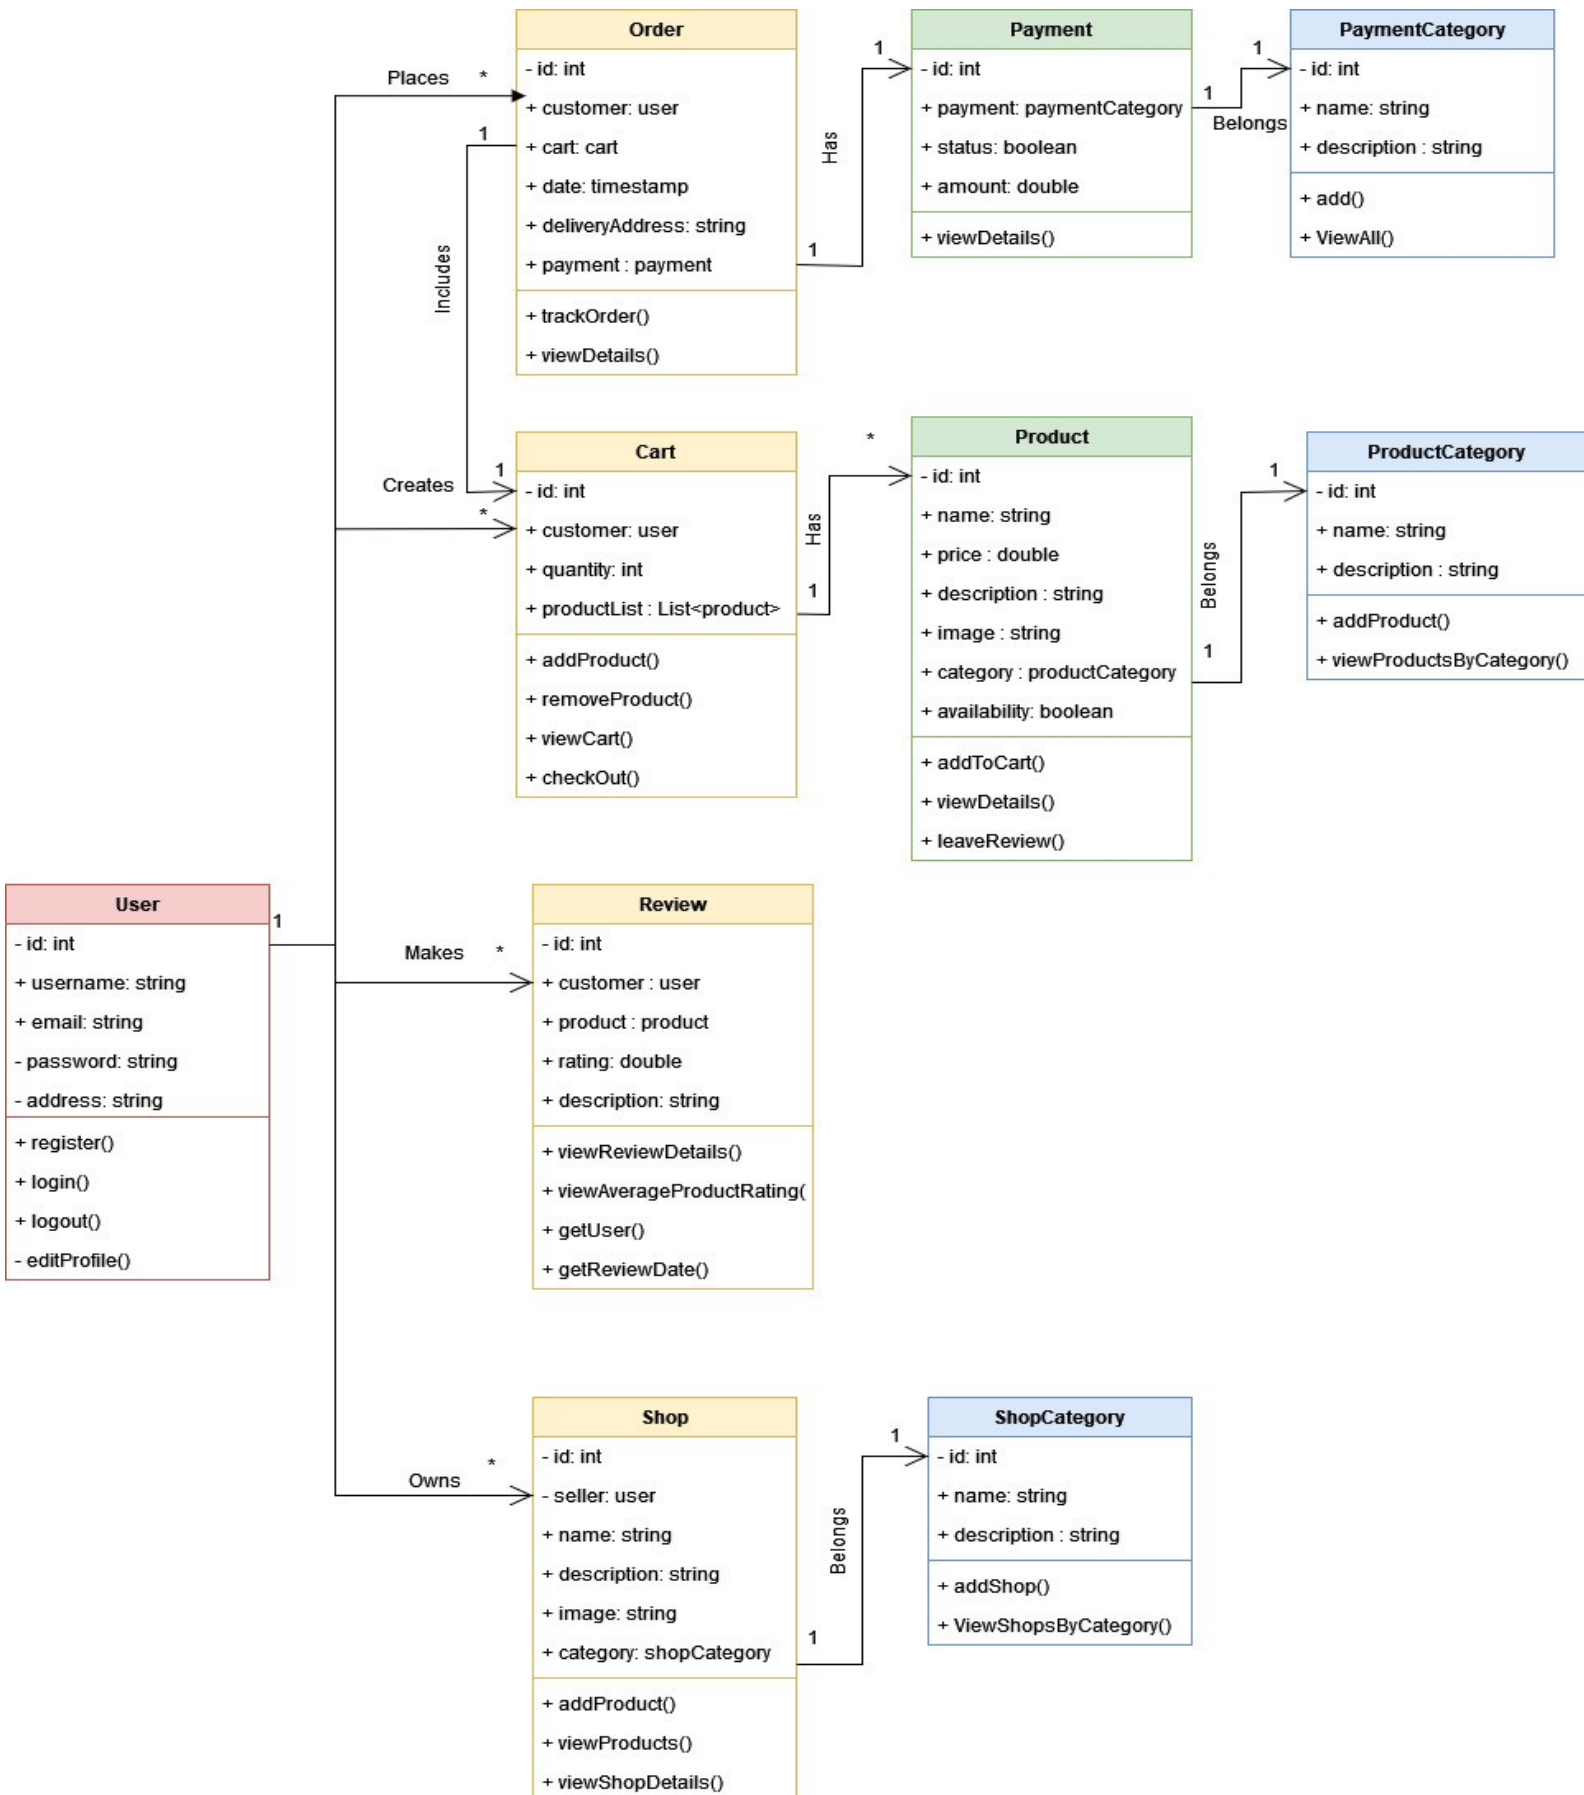 Order
- id: int
+ customer: user
+ cart: cart
+ date: timestamp
+ deliveryAddress: string
+ payment : payment
+ trackOrder()
+ viewDetails()
Places
*
1
Includes
1
Has
1
Payment
- id: int
+ payment: paymentCategory
+ status: boolean
+ amount: double
+ viewDetails()
1
Belongs
1
PaymentCategory
- id: int
+ name: string
+ description : string
+ add()
+ ViewAll()
Cart
- id: int
+ customer: user
+ quantity: int
+ productList : List<product>
+ addProduct()
+ removeProduct()
+ viewCart()
+ checkOut()
1
Creates
*
Has
1
*
Product
- id: int
+ name: string
+ price : double
+ description : string
+ image : string
+ category : productCategory
+ availability: boolean
+ addToCart()
+ viewDetails()
+ leaveReview()
Belongs
1
1
ProductCategory
- id: int
+ name: string
+ description : string
+ addProduct()
+ viewProductsByCategory()
User
- id: int
+ username: string
+ email: string
- password: string
- address: string
+ register()
+ login()
+ logout()
- editProfile()
1
Makes
*
Review
- id: int
+ customer : user
+ product : product
+ rating: double
+ description: string
+ viewReviewDetails()
+ viewAverageProductRating(
+ getUser()
+ getReviewDate()
Owns
*
Shop
- id: int
- seller: user
+ name: string
+ description: string
+ image: string
+ category: shopCategory
+ addProduct()
+ viewProducts()
+ viewShopDetails()
1
Belongs
1
ShopCategory
- id: int
+ name: string
+ description : string
+ addShop()
+ ViewShopsByCategory()